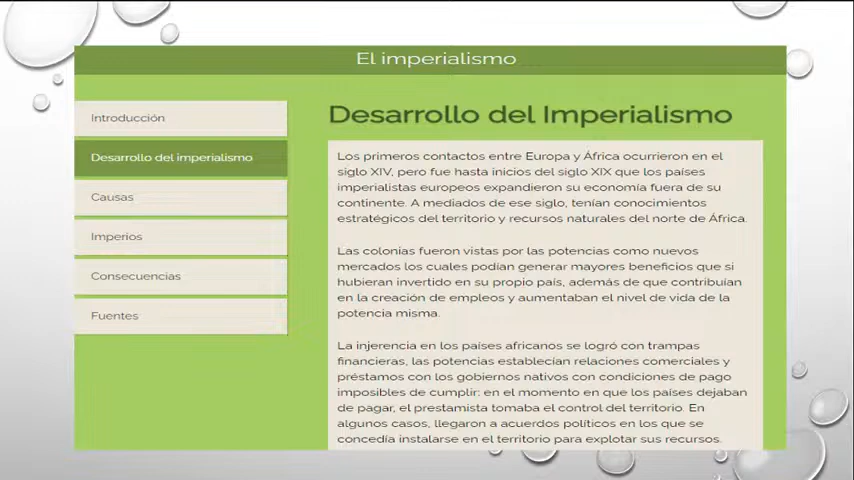 El imperialismo
Introducción
Desarrollo del imperialismo
Causas
Imperios
Consecuencias
Fuentes
Desarrollo del Imperialismo
Los primeros contactos entre Europa y África ocurrieron en el
siglo XIV, pero fue hasta inicios del siglo XIX que los países
imperialistas europeos expandieron su economía fuera de su
continente. A mediados de ese siglo, tenían conocimientos
estratégicos del territorio y recursos naturales del norte de África.
Las colonias fueron vistas por las potencias como nuevos
mercados los cuales podían generar mayores beneficios que si
hubieran invertido en su propio país, además de que contribuían
en la creación de empleos y aumentaban el nivel de vida de la
potencia misma.
La injerencia en los países africanos se logró con trampas
financieras, las potencias establecían relaciones comerciales y
préstamos con los gobiernos nativos con condiciones de pago
imposibles de cumplir: en el momento en que los países dejaban
de pagar, el prestamista tomaba el control del territorio. En
algunos casos, llegaron a acuerdos políticos en los que se
concedía instalarse en el territorio para explotar sus recursos.